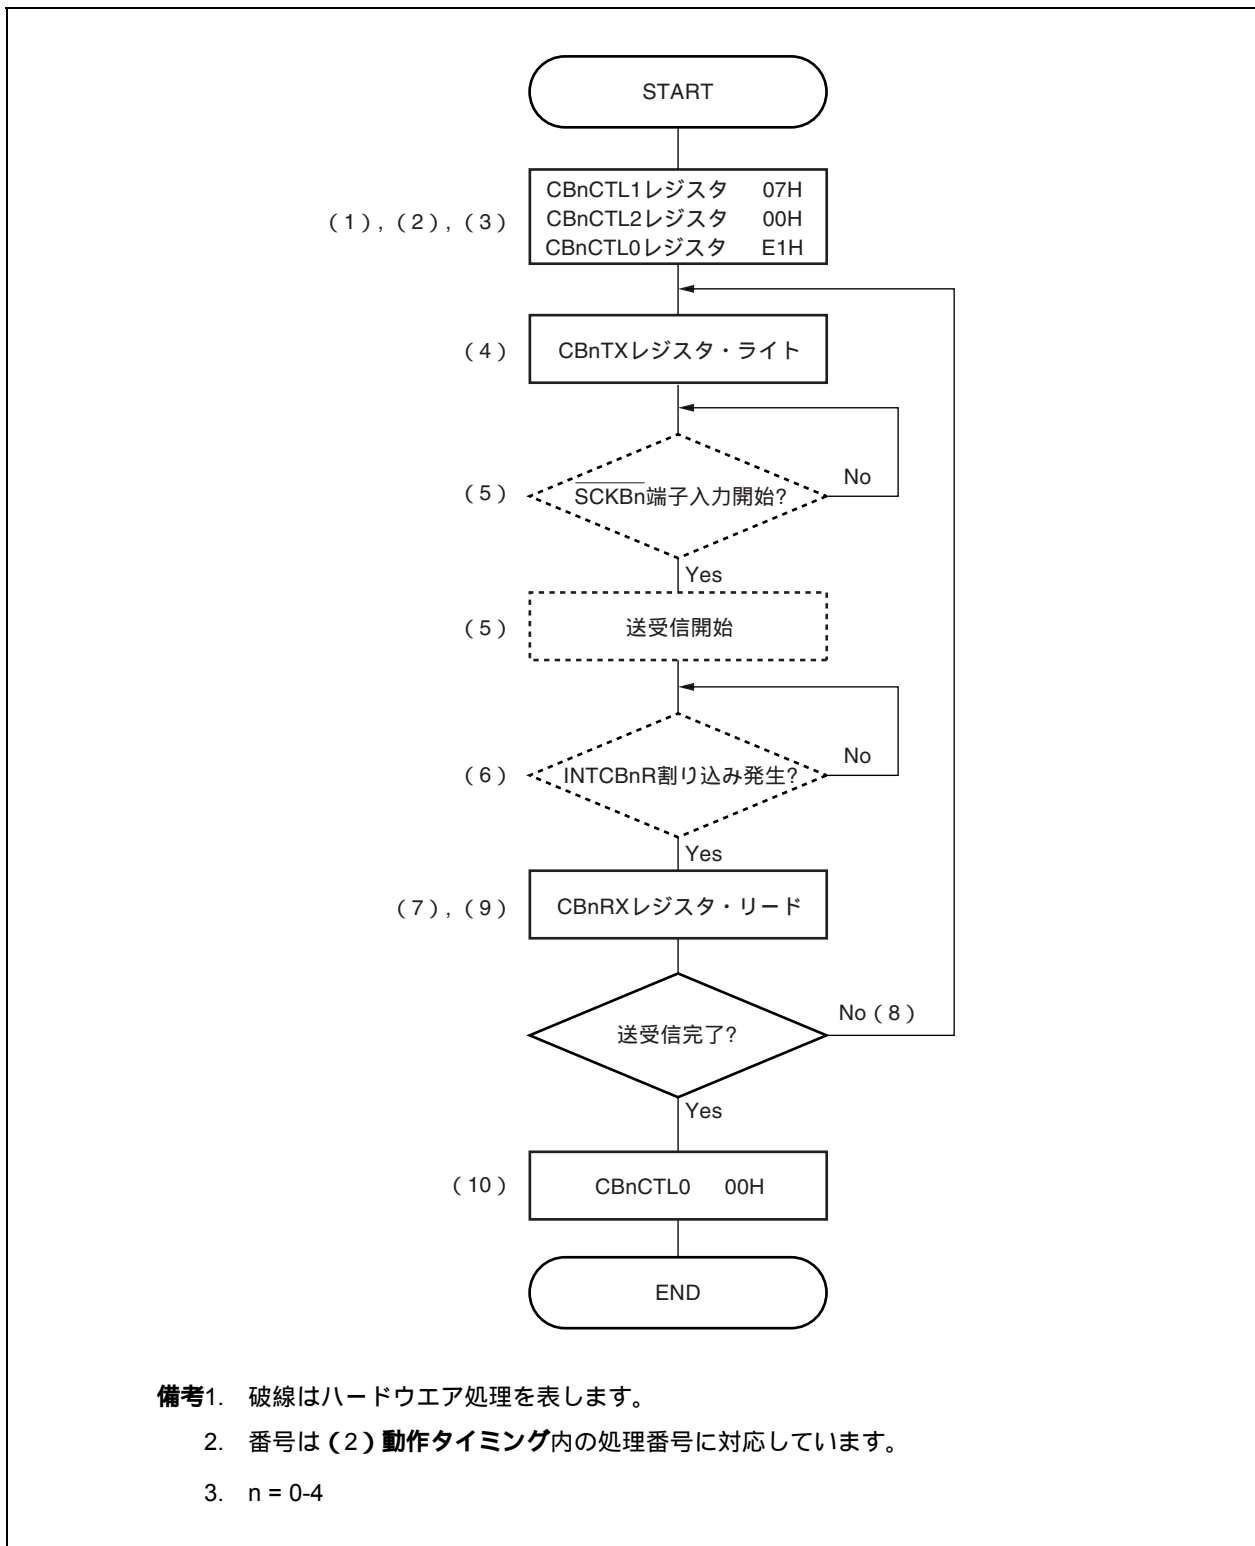 START
(1), (2), (3)
CBnCTL1レジスタ 07H
CBnCTL2レジスタ 00H
CBnCTL0レジスタ E1H
(4)
CBnTXレジスタ・ライト
(5)
SCKBn端子入力開始?
No
Yes
(5)
送受信開始
(6)
INTCBnR割り込み発生?
No
Yes
(7), (9)
CBnRXレジスタ・リード
送受信完了?
No(8)
Yes
(10)
CBnCTL0 00H
END
備考1. 破線はハードウエア処理を表します。
2. 番号は(2)動作タイミング内の処理番号に対応しています。
3. n = 0-4